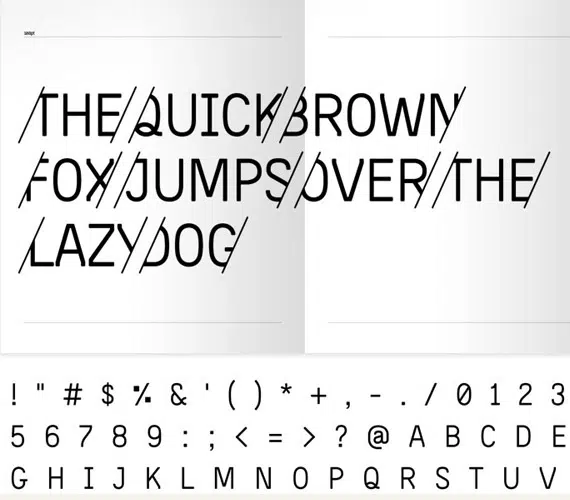 /THE//QUICK//BROWN/
/FOX//JUMPS//OVER//THE/
/LAZY//DOG/
! " # $ % & ' ( ) * + , - . / 0 1 2 3
5 6 7 8 9 : ; < = > ? @ A B C D E
G H I J K L M N O P Q R S T U V